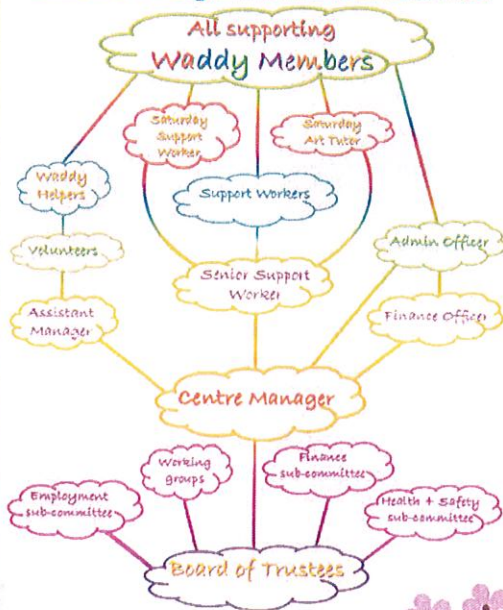 All supporting
Waddy Members
Saturday
Support
Worker
Saturday
Art Tutor
Waddy
Helpers
Support Workers
Volunteers
Admin Officer
Senior Support
Worker
Assistant
Manager
Finance Officer
Centre Manager
Working
groups
Finance
sub-committee
Employment
sub-committee
Health + Safety
sub-committee
Board of Trustees